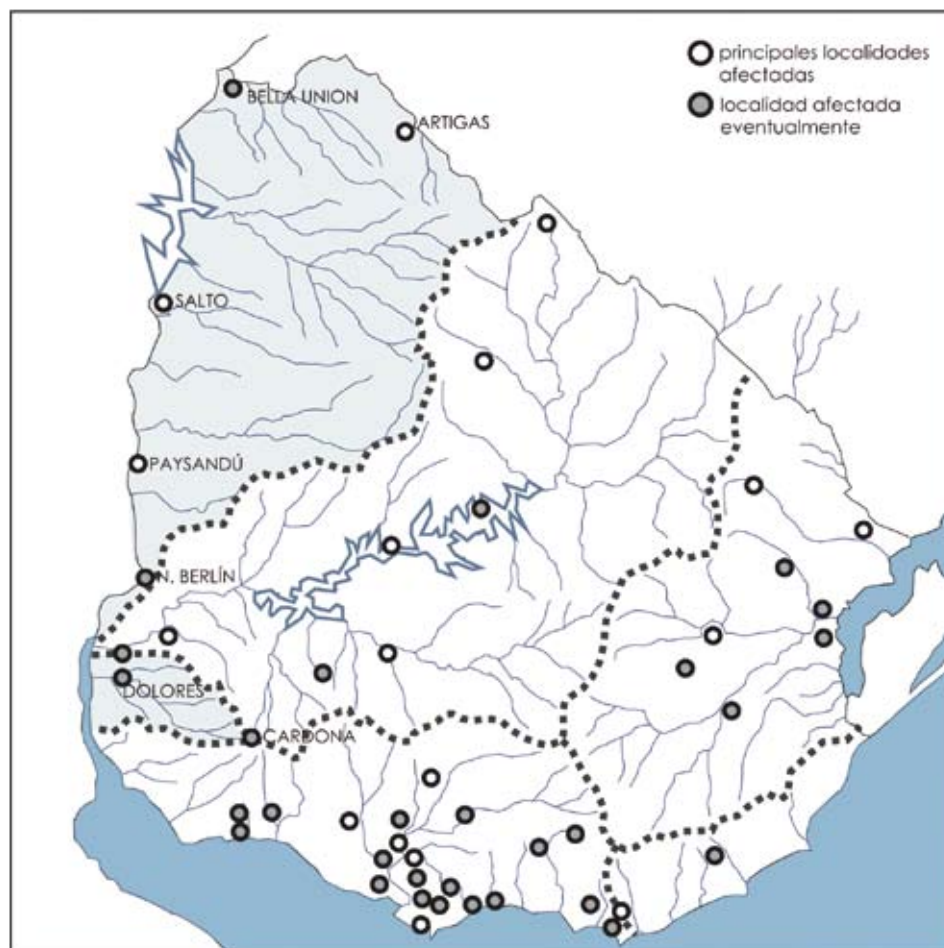 principales localidades
afectadas
localidad afectada
eventualmente
BELLA UNION
ARTIGAS
SALTO
PAYSANDÚ
N. BERLÍN
DOLORES
CARDONA